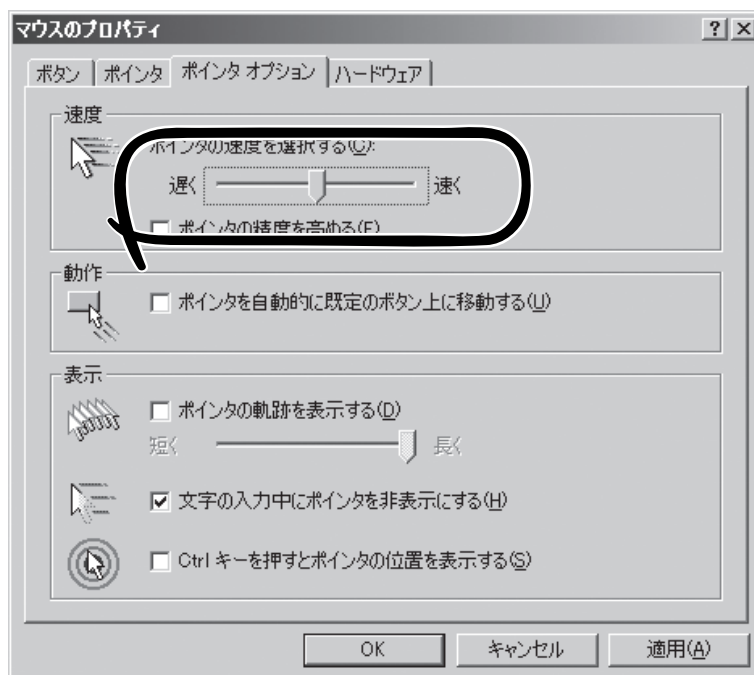 マウスのプロパティ
ボタン ポインタ ポインタ オプション ハードウェア
速度
ポインタの速度を選択する(C):
遅く 速く
ポインタの精度を高める(E)
動作
ポインタを自動的に既定のボタン上に移動する(U)
表示
ポインタの軌跡を表示する(D)
短く 長く
文字の入力中にポインタを非表示にする(H)
Ctrl キーを押すとポインタの位置を表示する(S)
OK キャンセル 適用(A)